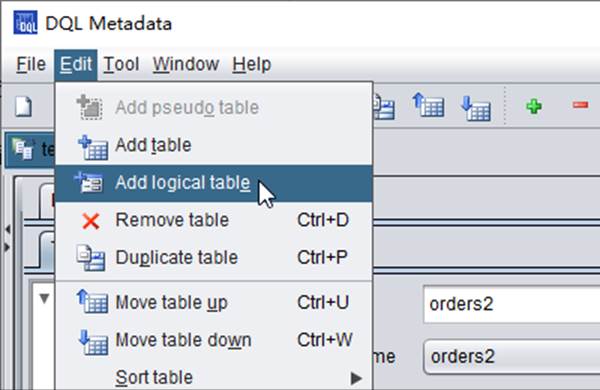 DQL DQL Metadata
File Edit Tool Window Help
te
Add pseudo table
Add table
Add logical table
Remove table Ctrl+D
Duplicate table Ctrl+P
Move table up Ctrl+U
orders2
Move table down Ctrl+W
me orders2
Sort table